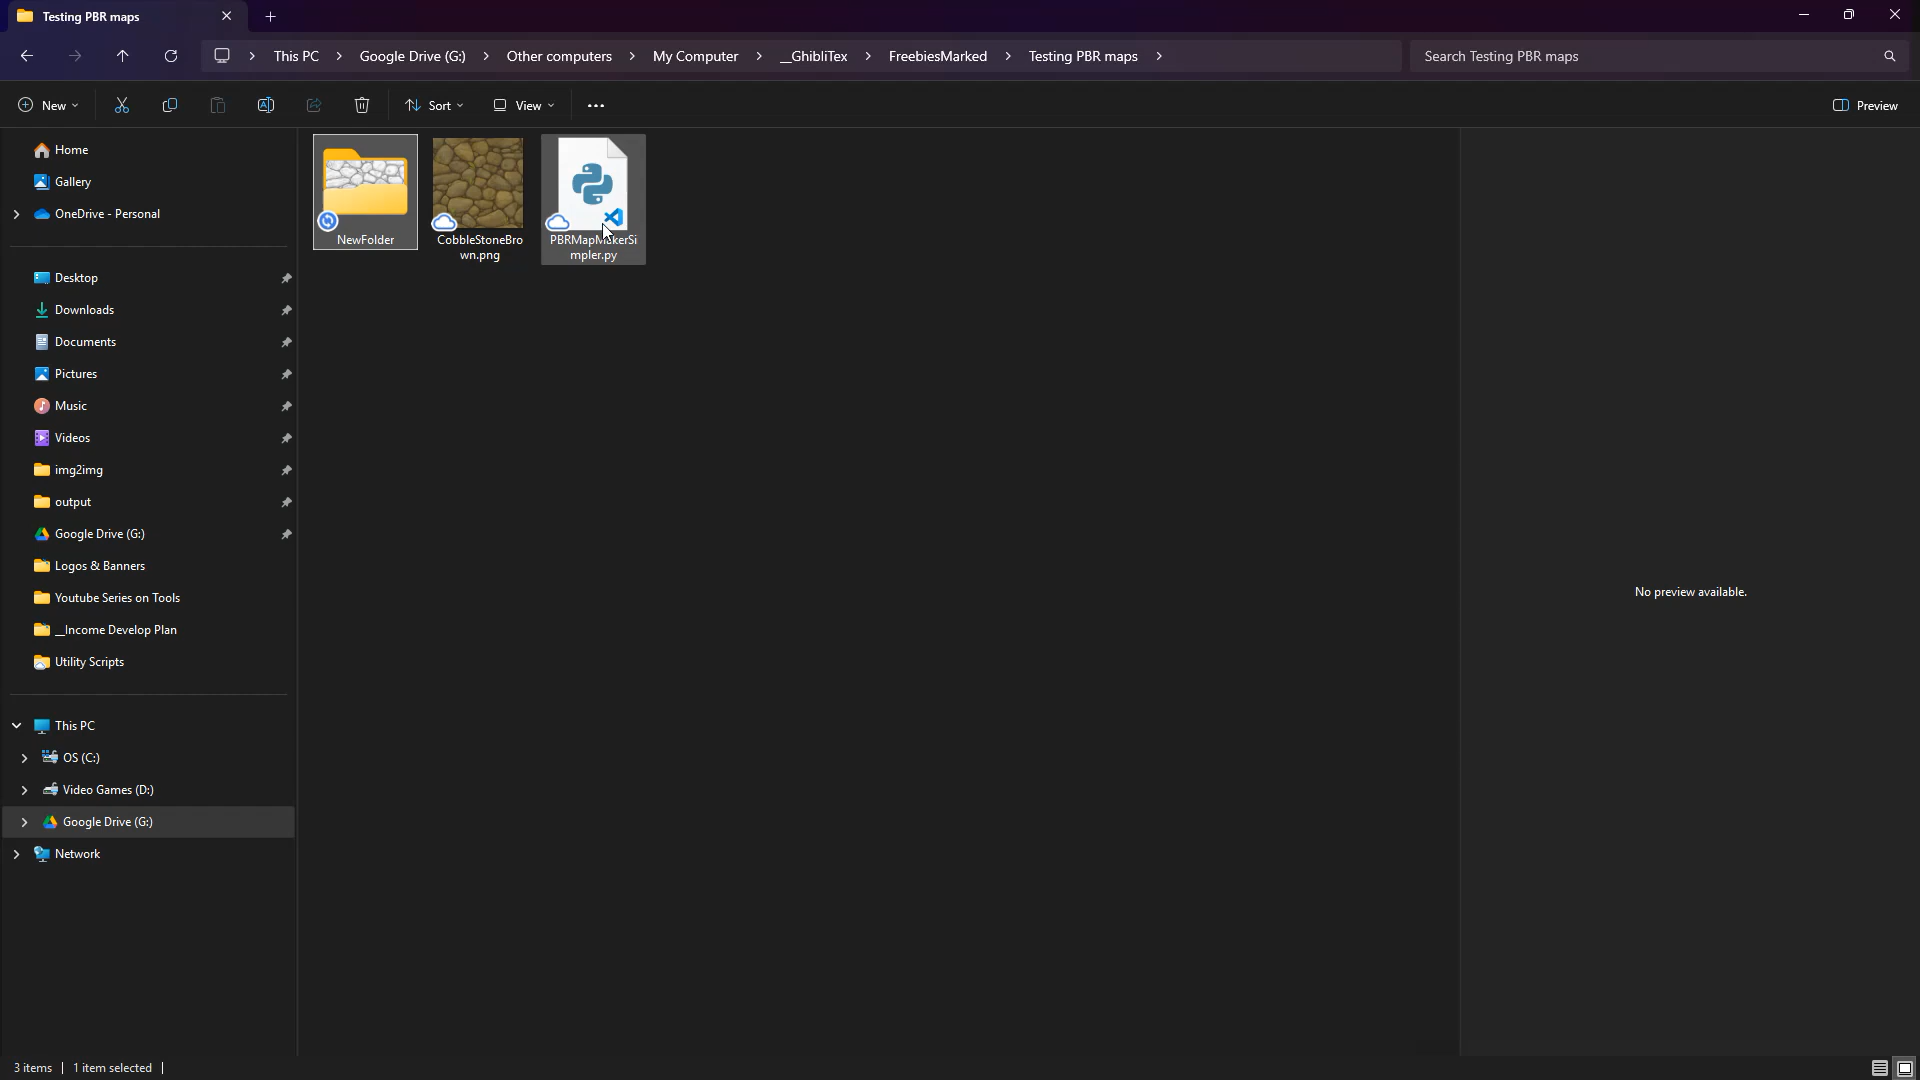 Testing PBR maps
This PC
Google Drive (G:)
Other computers
My Computer
__GhibliTex
FreebiesMarked
Testing PBR maps
Search Testing PBR maps
New
Sort
View
Preview
Home
Gallery
OneDrive - Personal
Desktop
Downloads
Documents
Pictures
Music
Videos
img2img
output
Google Drive (G:)
Logos & Banners
Youtube Series on Tools
__Income Develop Plan
Utility Scripts
This PC
OS (C:)
Video Games (D:)
Google Drive (G:)
Network
NewFolder
CobbleStoneBro
wn.png
PBRMapMakerSi
mpler.py
No preview available.
3 items
1 item selected